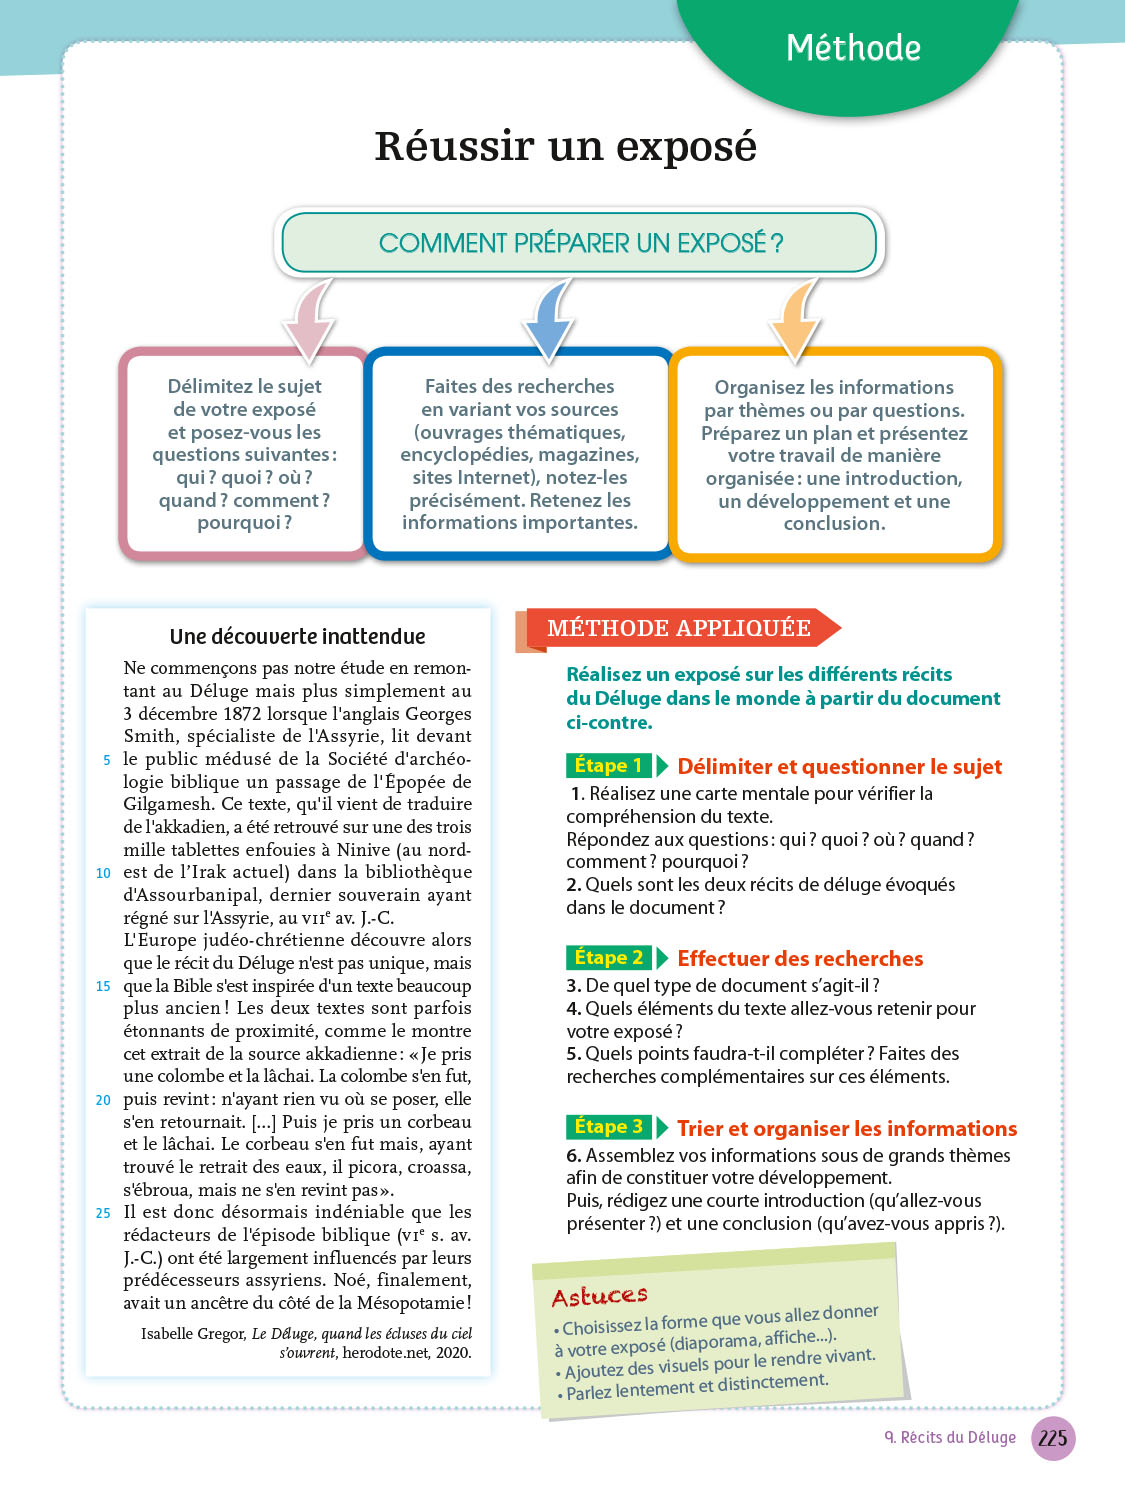 Méthode
Réussir un exposé
COMMENT PRÉPARER UN EXPOSÉ ?
Délimitez le sujet
de votre exposé
et posez-vous les
questions suivantes :
qui ? quoi ? où ?
quand ? comment ?
pourquoi ?
Faites des recherches
en variant vos sources
(ouvrages thématiques,
encyclopédies, magazines,
sites Internet), notez-les
précisément. Retenez les
informations importantes.
Organisez les informations
par thèmes ou par questions.
Préparez un plan et présentez
votre travail de manière
organisée : une introduction,
un développement et une
conclusion.
Une découverte inattendue
Ne commençons pas notre étude en remon-
tant au Déluge mais plus simplement au
3 décembre 1872 lorsque l'anglais Georges
Smith, spécialiste de l'Assyrie, lit devant
5 le public médusé de la Société d'archéo-
logie biblique un passage de l'Épopée de
Gilgamesh. Ce texte, qu'il vient de traduire
de l'akkadien, a été retrouvé sur une des trois
mille tablettes enfouies à Ninive (au nord-
10 est de l’Irak actuel) dans la bibliothèque
d'Assourbanipal, dernier souverain ayant
régné sur l'Assyrie, au VIIe av. J.-C.
L'Europe judéo-chrétienne découvre alors
que le récit du Déluge n'est pas unique, mais
15 que la Bible s'est inspirée d'un texte beaucoup
plus ancien ! Les deux textes sont parfois
étonnants de proximité, comme le montre
cet extrait de la source akkadienne : « Je pris
une colombe et la lâchai. La colombe s'en fut,
20 puis revint : n'ayant rien vu où se poser, elle
s'en retournait. [...] Puis je pris un corbeau
et le lâchai. Le corbeau s'en fut mais, ayant
trouvé le retrait des eaux, il picora, croassa,
s'ébroua, mais ne s'en revint pas ».
25 Il est donc désormais indéniable que les
rédacteurs de l'épisode biblique (VIe s. av.
J.-C.) ont été largement influencés par leurs
prédécesseurs assyriens. Noé, finalement,
avait un ancêtre du côté de la Mésopotamie !
Isabelle Gregor, Le Déluge, quand les écluses du ciel
s’ouvrent, herodote.net, 2020.
MÉTHODE APPLIQUÉE
Réalisez un exposé sur les différents récits
du Déluge dans le monde à partir du document
ci-contre.
Étape 1 Délimiter et questionner le sujet
1. Réalisez une carte mentale pour vérifier la
compréhension du texte.
Répondez aux questions : qui ? quoi ? où ? quand ?
comment ? pourquoi ?
2. Quels sont les deux récits de déluge évoqués
dans le document ?
Étape 2 Effectuer des recherches
3. De quel type de document s’agit-il ?
4. Quels éléments du texte allez-vous retenir pour
votre exposé ?
5. Quels points faudra-t-il compléter ? Faites des
recherches complémentaires sur ces éléments.
Étape 3 Trier et organiser les informations
6. Assemblez vos informations sous de grands thèmes
afin de constituer votre développement.
Puis, rédigez une courte introduction (qu’allez-vous
présenter ?) et une conclusion (qu’avez-vous appris ?).
Astuces
• Choisissez la forme que vous allez donner
à votre exposé (diaporama, affiche...).
• Ajoutez des visuels pour le rendre vivant.
• Parlez lentement et distinctement.
9. Récits du Déluge 225